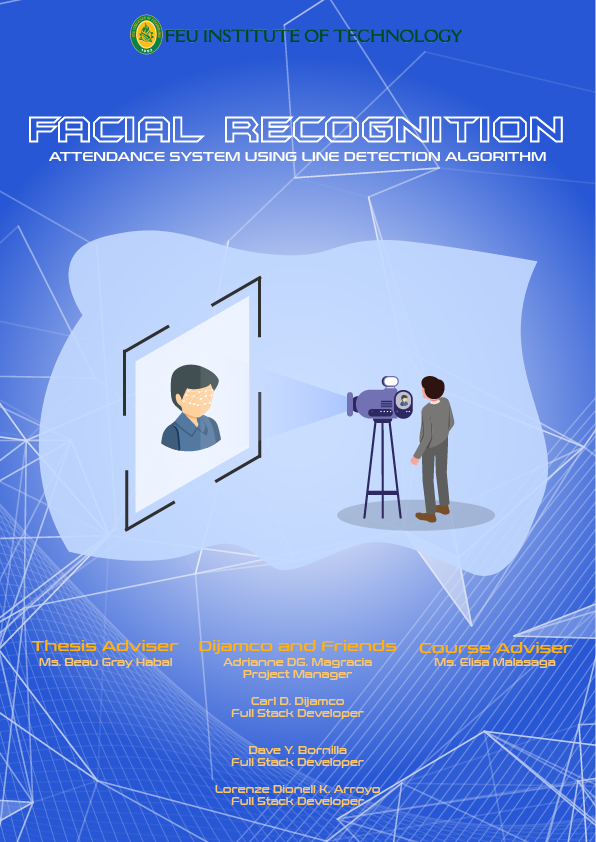 FEU INSTITUTE OF TECHNOLOGY
FACIAL RECOGNITION
ATTENDANCE SYSTEM USING LINE DETECTION ALGORITHM
Thesis Adviser
Ms. Beau Gray Habal
Dijamco and Friends
Adrianne DG. Magracia
Project Manager
Carl D. Dijamco
Full Stack Developer
Dave Y. Bornilla
Full Stack Developer
Lorenze Dionell K. Arroyo
Full Stack Developer
Course Adviser
Ms. Elisa Malasaga